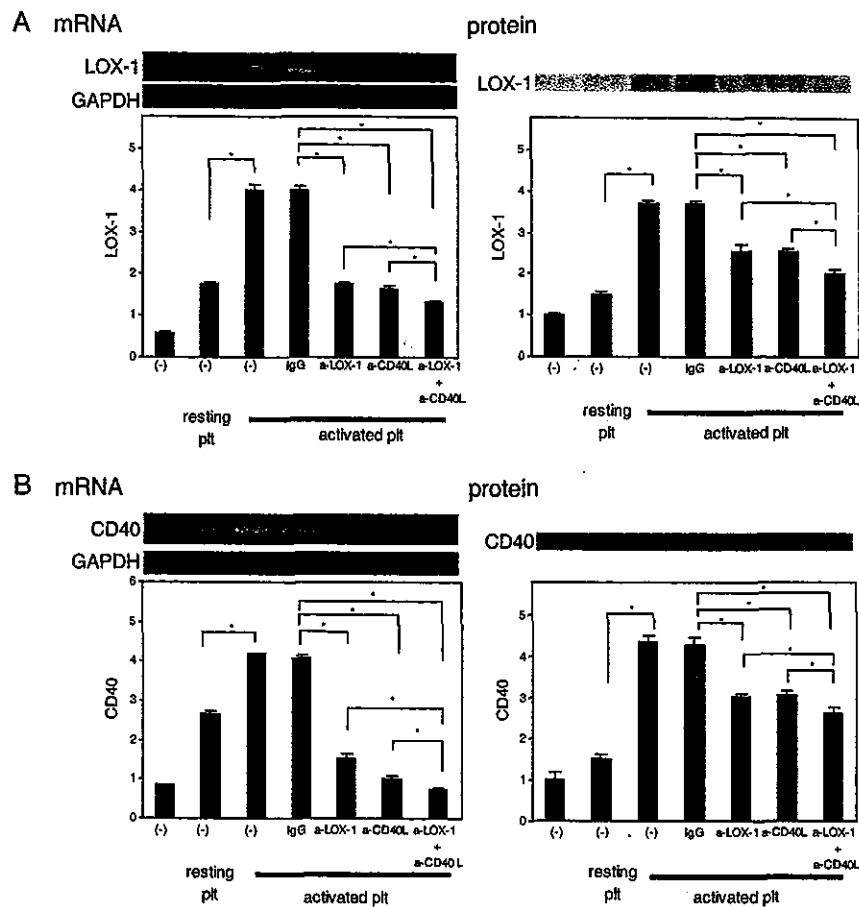 A mRNA
protein
LOX-1
GAPDH
LOX-1
*
*
*
*
*
*
LOX-1
5
4
3
2
1
0
(-) (-) (-) IgG a-LOX-1 a-CD40L a-LOX-1
+
a-CD40L
resting
plt
activated plt
*
*
*
*
*
*
LOX-1
5
4
3
2
1
0
(-) (-) (-) IgG a-LOX-1 a-CD40L a-LOX-1
+
a-CD40L
resting
plt
activated plt
B mRNA
protein
CD40
GAPDH
CD40
*
*
*
*
*
*
CD40
6
5
4
3
2
1
0
(-) (-) (-) IgG a-LOX-1 a-CD40L a-LOX-1
+
a-CD40L
resting
plt
activated plt
*
*
*
*
*
*
CD40
5
4
3
2
1
0
(-) (-) (-) IgG a-LOX-1 a-CD40L a-LOX-1
+
a-CD40L
resting
plt
activated plt